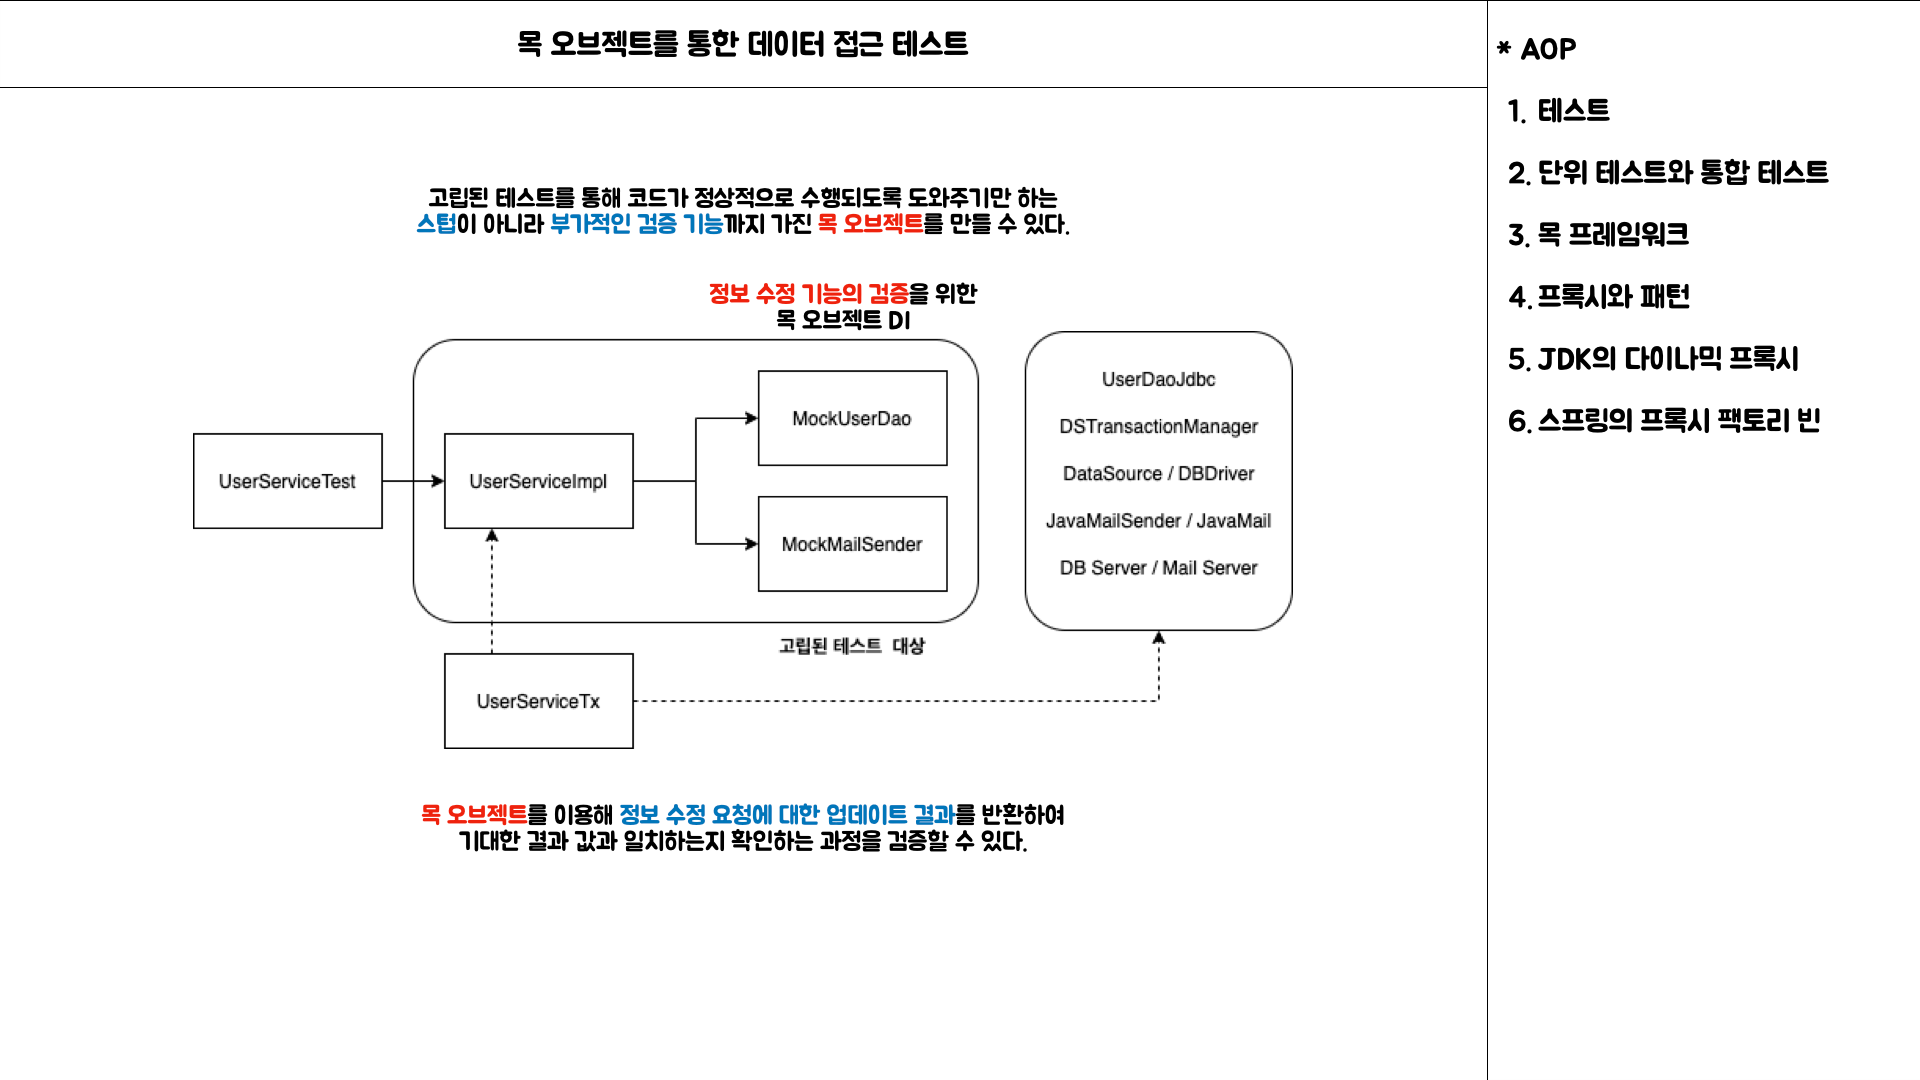 목 오브젝트를 통한 데이터 접근 테스트
고립된 테스트를 통해 코드가 정상적으로 수행되도록 도와주기만 하는
스텁이 아니라 부가적인 검증 기능까지 가진 목 오브젝트를 만들 수 있다.
정보 수정 기능의 검증을 위한
목 오브젝트 DI
UserServiceTest
UserServiceImpl
MockUserDao
MockMailSender
고립된 테스트 대상
UserServiceTx
UserDaoJdbc
DSTransactionManager
DataSource / DBDriver
JavaMailSender / JavaMail
DB Server / Mail Server
목 오브젝트를 이용해 정보 수정 요청에 대한 업데이트 결과를 반환하여
기대한 결과 값과 일치하는지 확인하는 과정을 검증할 수 있다.
* AOP
1. 테스트
2. 단위 테스트와 통합 테스트
3. 목 프레임워크
4. 프록시와 패턴
5. JDK의 다이나믹 프록시
6. 스프링의 프록시 팩토리 빈